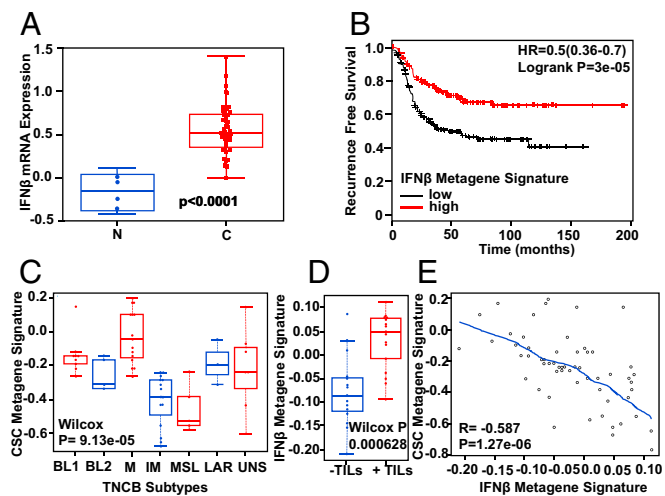 A
IFNβ mRNA Expression
1.5
1.0
0.5
0.0
-0.5
p<0.0001
N C
B
Recurrence Free Survival
1.0
0.8
0.6
0.4
0.2
0
HR=0.5(0.36-0.7)
Logrank P=3e-05
IFNβ Metagene Signature
low
high
0 50 100 150 200
Time (months)
C
CSC Metagene Signature
0.2
0.0
-0.2
-0.4
-0.6
Wilcox
P= 9.13e-05
BL1 BL2 M IM MSL LAR UNS
TNCB Subtypes
D
IFNβ Metagene Signature
0.10
0.05
0.00
-0.05
-0.10
-0.15
-0.20
Wilcox P
0.000628
-TILs + TILs
E
CSC Metagene Signature
0.2
0.0
-0.2
-0.4
-0.6
-0.8
R= -0.587
P=1.27e-06
-0.20 -0.1 -0.10 -0.05 0.0 0.05 0.10
IFNβ Metagene Signature